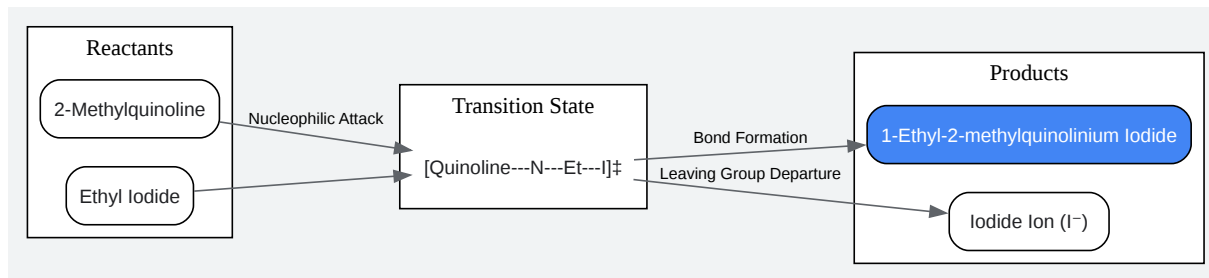 Reactants
2-Methylquinoline
Ethyl Iodide
Nucleophilic Attack
Transition State
[Quinoline---N---Et---I]‡
Bond Formation
Leaving Group Departure
Products
1-Ethyl-2-methylquinolinium Iodide
Iodide Ion (I⁻)